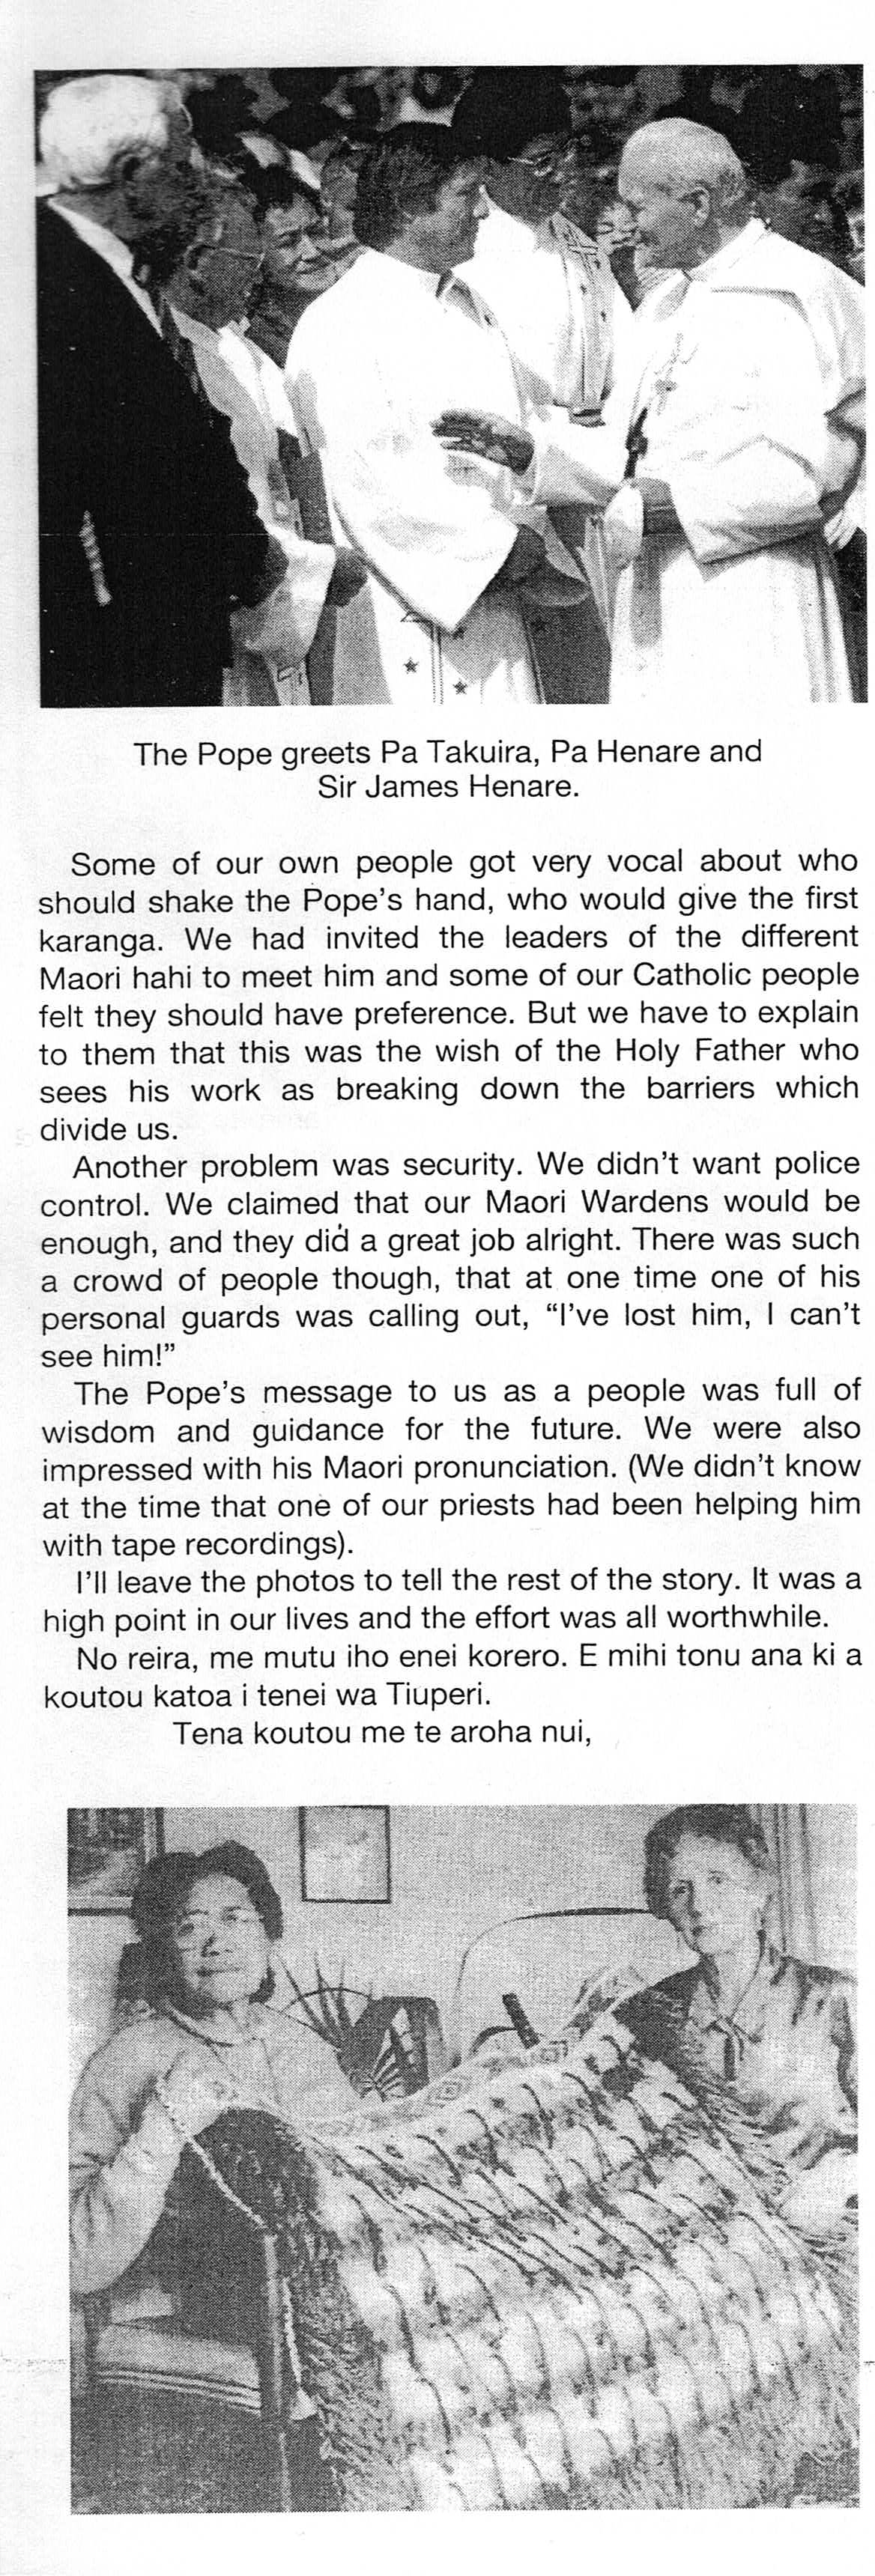 The Pope greets Pa Takuira, Pa Henare and
Sir James Henare.
Some of our own people got very vocal about who
should shake the Pope's hand, who would give the first
karanga. We had invited the leaders of the different
Maori hahi to meet him and some of our Catholic people
felt they should have preference. But we have to explain
to them that this was the wish of the Holy Father who
sees his work as breaking down the barriers which
divide us.
Another problem was security. We didn't want police
control. We claimed that our Maori Wardens would be
enough, and they did a great job alright. There was such
a crowd of people though, that at one time one of his
personal guards was calling out, "I've lost him, I can't
see him!"
The Pope's message to us as a people was full of
wisdom and guidance for the future. We were also
impressed with his Maori pronunciation. (We didn't know
at the time that one of our priests had been helping him
with tape recordings).
I'll leave the photos to tell the rest of the story. It was a
high point in our lives and the effort was all worthwhile.
No reira, me mutu iho enei korero. E mihi tonu ana ki a
koutou katoa i tenei wa Tiuperi.
Tena koutou me te aroha nui,